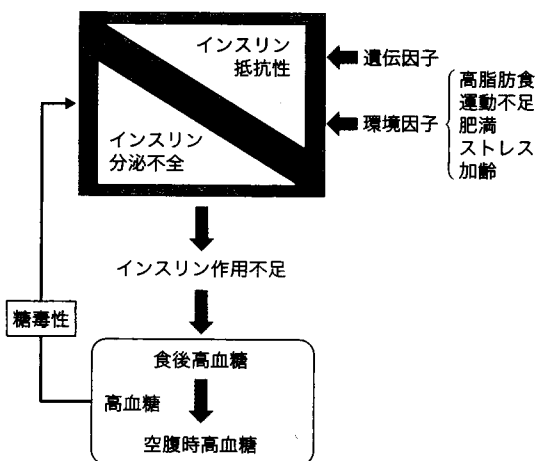 インスリン
抵抗性
インスリン
分泌不全
遺伝因子
環境因子
高脂肪食
運動不足
肥満
ストレス
加齢
インスリン作用不足
糖毒性
食後高血糖
高血糖
空腹時高血糖